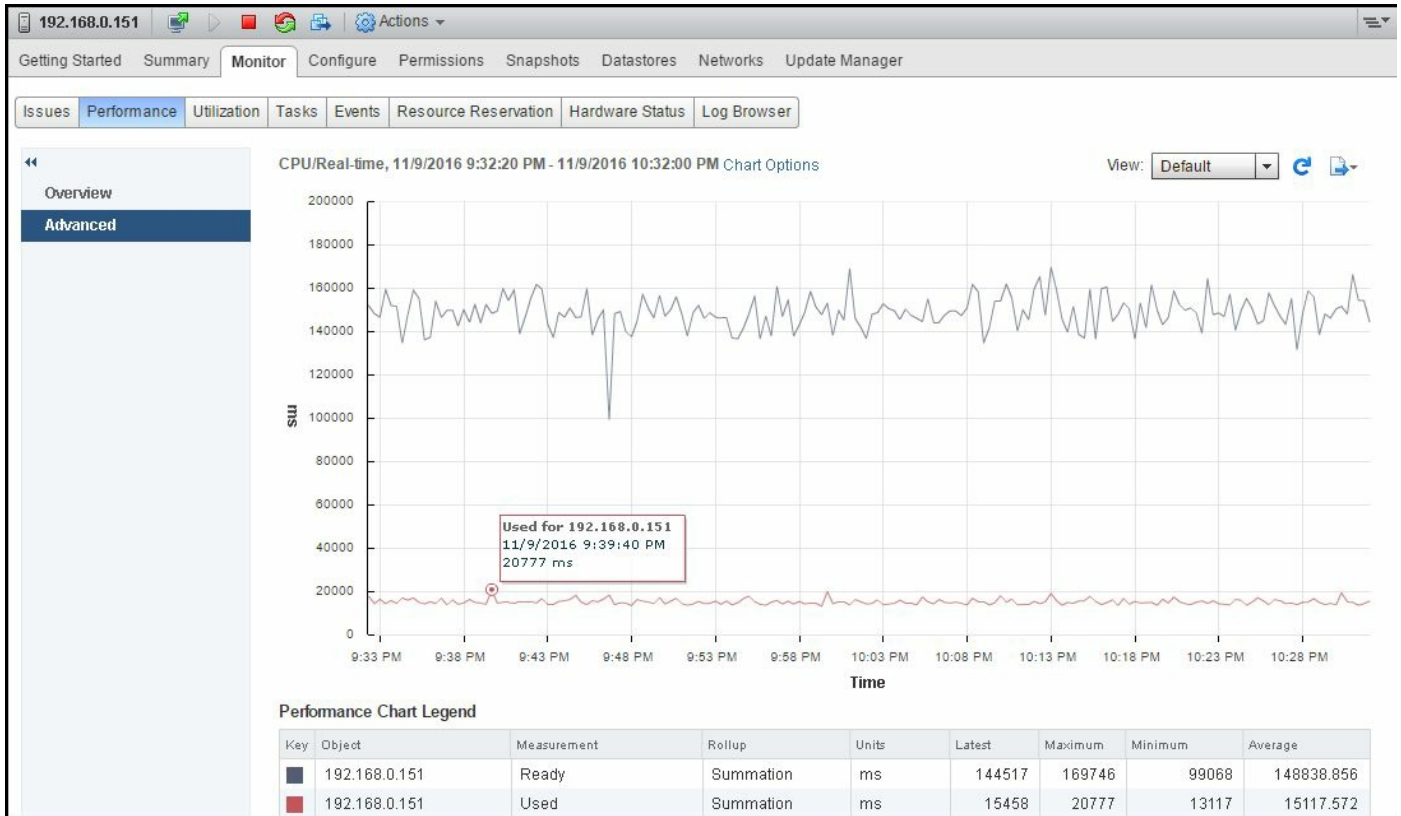 192.168.0.151 Actions
Getting Started Summary Monitor Configure Permissions Snapshots Datastores Networks Update Manager
Issues Performance Utilization Tasks Events Resource Reservation Hardware Status Log Browser
Overview
Advanced
CPU/Real-time, 11/9/2016 9:32:20 PM - 11/9/2016 10:32:00 PM Chart Options View: Default
200000
180000
160000
140000
120000
100000
80000
60000
40000
20000
0
ms
Used for 192.168.0.151
11/9/2016 9:39:40 PM
20777 ms
9:33 PM 9:38 PM 9:43 PM 9:48 PM 9:53 PM 9:58 PM 10:03 PM 10:08 PM 10:13 PM 10:18 PM 10:23 PM 10:28 PM
Time
Performance Chart Legend
Key Object Measurement Rollup Units Latest Maximum Minimum Average
192.168.0.151 Ready Summation ms 144517 169746 99068 148838.856
192.168.0.151 Used Summation ms 15458 20777 13117 15117.572